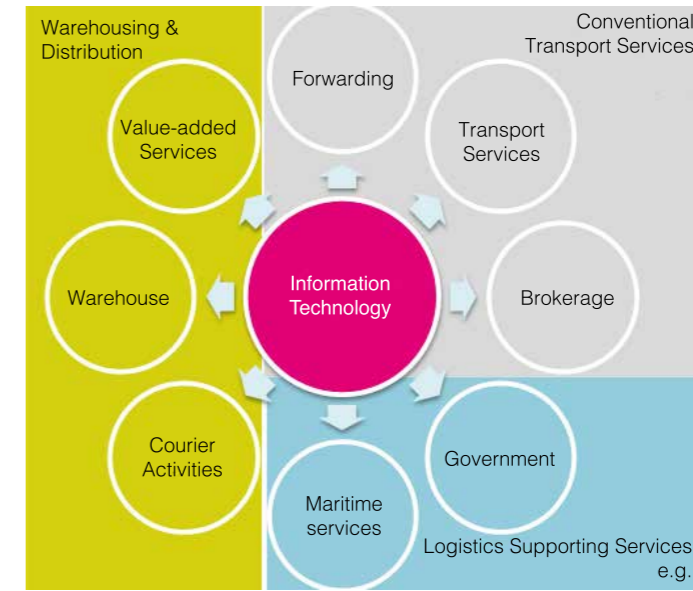 Warehousing &
Distribution
Conventional
Transport Services
Forwarding
Value-added
Services
Transport
Services
Warehouse
Information
Technology
Brokerage
Courier
Activities
Maritime
services
Government
Logistics Supporting Services
e.g.